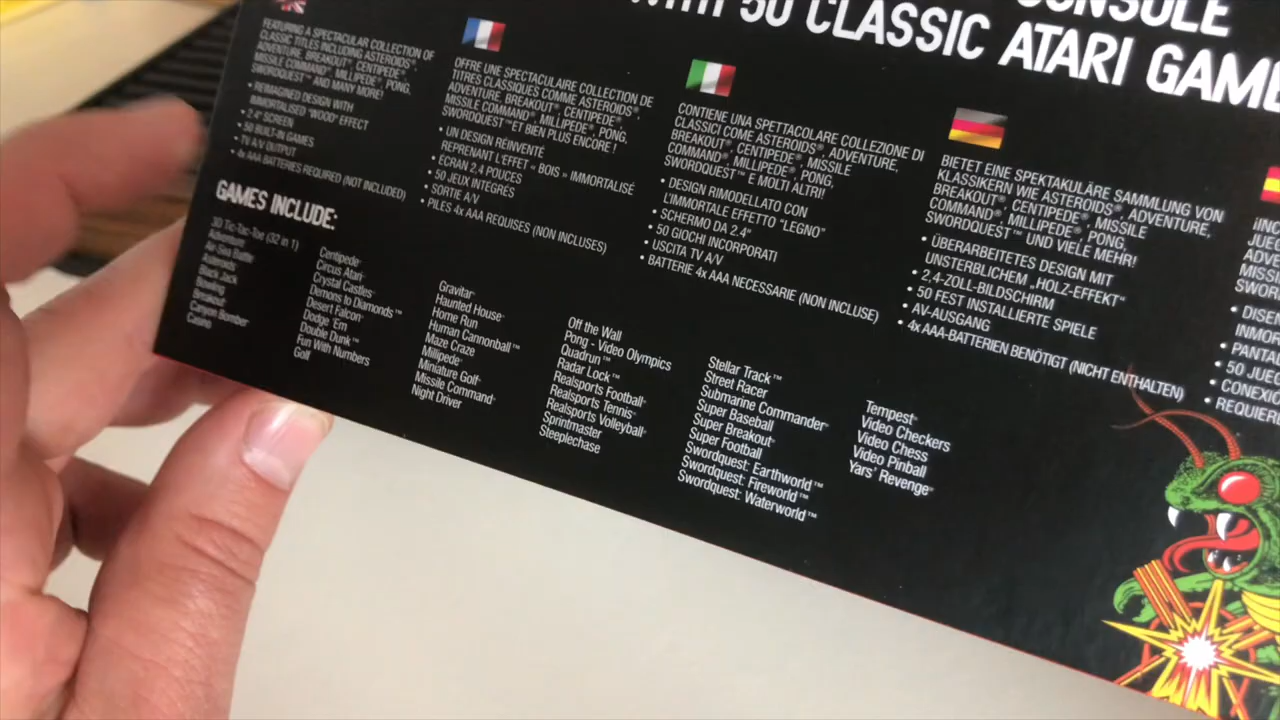 CONSOLE
WITH 50 CLASSIC ATARI GAME
FEATURING A SPECTACULAR COLLECTION OF
CLASSIC TITLES INCLUDING ASTEROIDS®,
ADVENTURE, BREAKOUT®, CENTIPEDE®,
MISSILE COMMAND®, MILLIPEDE®, PONG,
SWORDQUEST™ AND MANY MORE!
• REIMAGINED DESIGN WITH
IMMORTALISED "WOOD" EFFECT
• 2.4" SCREEN
• 50 BUILT-IN GAMES
• TV A/V OUTPUT
• 4x AAA BATTERIES REQUIRED (NOT INCLUDED)
OFFRE UNE SPECTACULAIRE COLLECTION DE
TITRES CLASSIQUES COMME ASTEROIDS®,
ADVENTURE, BREAKOUT®, CENTIPEDE®,
MISSILE COMMAND®, MILLIPEDE®, PONG,
SWORDQUEST™ ET BIEN PLUS ENCORE !
• UN DESIGN RÉINVENTÉ
REPRENANT L'EFFET « BOIS » IMMORTALISÉ
• ÉCRAN 2,4 POUCES
• 50 JEUX INTÉGRÉS
• SORTIE A/V
• PILES 4x AAA REQUISES (NON INCLUSES)
CONTIENE UNA SPETTACOLARE COLLEZIONE DI
CLASSICI COME ASTEROIDS®, ADVENTURE,
BREAKOUT®, CENTIPEDE®, MISSILE
COMMAND®, MILLIPEDE®, PONG,
SWORDQUEST™ E MOLTI ALTRI!
• DESIGN RIMODELLATO CON
L'IMMORTALE EFFETTO "LEGNO"
• SCHERMO DA 2.4"
• 50 GIOCHI INCORPORATI
• USCITA TV A/V
• BATTERIE 4x AAA NECESSARIE (NON INCLUSE)
BIETET EINE SPEKTAKULÄRE SAMMLUNG VON
KLASSIKERN WIE ASTEROIDS®, ADVENTURE,
BREAKOUT®, CENTIPEDE®, MISSILE
COMMAND®, MILLIPEDE®, PONG,
SWORDQUEST™ UND VIELE MEHR!
• ÜBERARBEITETES DESIGN MIT
UNSTERBLICHEM „HOLZ-EFFEKT"
• 2,4-ZOLL-BILDSCHIRM
• 50 FEST INSTALLIERTE SPIELE
• AV-AUSGANG
• 4x AAA-BATTERIEN BENÖTIGT (NICHT ENTHALTEN)
JUE
ADVE
MISS
SWOR
• DISEÑ
INMOR
• PANTA
• 50 JUEG
• CONEXIÓ
• REQUIER
GAMES INCLUDE:
3D Tic-Tac-Toe (32 in 1)
Adventure
Air-Sea Battle
Asteroids®
Black Jack
Bowling
Breakout®
Canyon Bomber
Casino
Centipede®
Circus Atari®
Crystal Castles®
Demons to Diamonds™
Desert Falcon®
Dodge 'Em
Double Dunk™
Fun With Numbers
Golf
Gravitar®
Haunted House®
Home Run
Human Cannonball™
Maze Craze
Millipede®
Miniature Golf®
Missile Command®
Night Driver
Off the Wall
Pong - Video Olympics
Quadrun™
Radar Lock™
Realsports Football®
Realsports Tennis®
Realsports Volleyball®
Sprintmaster
Steeplechase
Stellar Track™
Street Racer
Submarine Commander®
Super Baseball
Super Breakout®
Super Football
Swordquest: Earthworld™
Swordquest: Fireworld™
Swordquest: Waterworld™
Tempest®
Video Checkers
Video Chess
Video Pinball
Yars' Revenge®